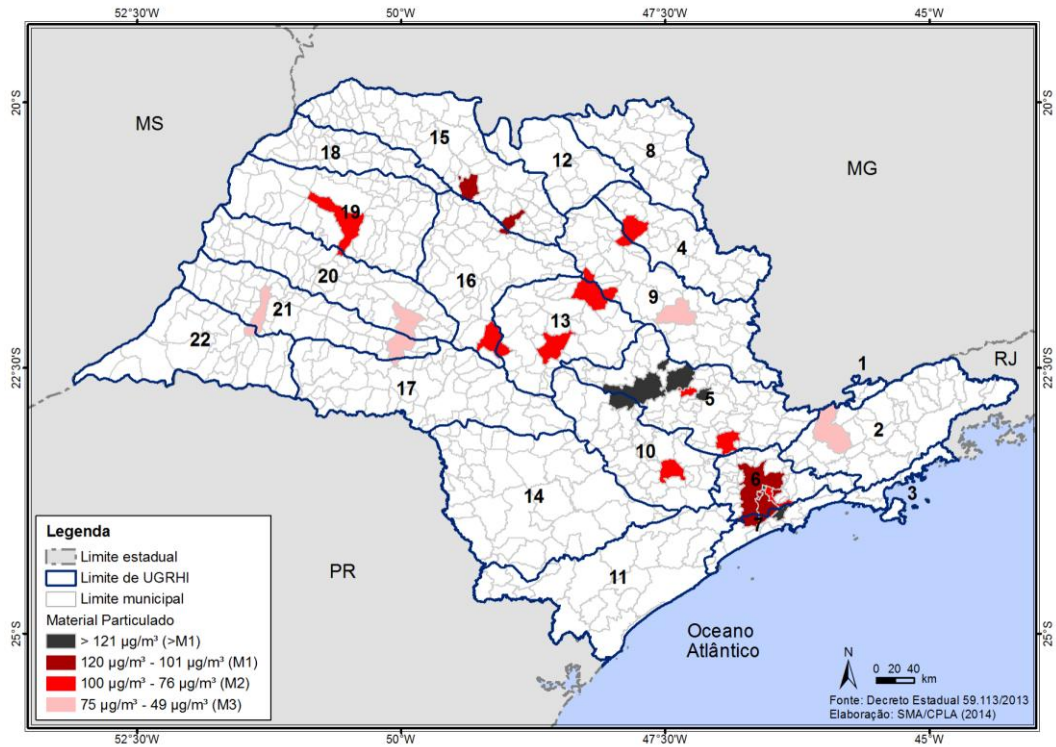 52°30'W 50°W 47°30'W 45°W
20°S 20°S
MS
15
8
12
18
MG
19
4
20
16
9
21
13
22
22°30'S 22°30'S
1
RJ
17
5
2
10
6
3
14
7
11
PR
25°S 25°S
Oceano
Atlântico
Legenda
Limite estadual
Limite de UGRHI
Limite municipal
Material Particulado
> 121 µg/m³ (>M1)
120 µg/m³ - 101 µg/m³ (M1)
100 µg/m³ - 76 µg/m³ (M2)
75 µg/m³ - 49 µg/m³ (M3)
N
0 20 40
km
Fonte: Decreto Estadual 59.113/2013
Elaboração: SMA/CPLA (2014)
52°30'W 50°W 47°30'W 45°W